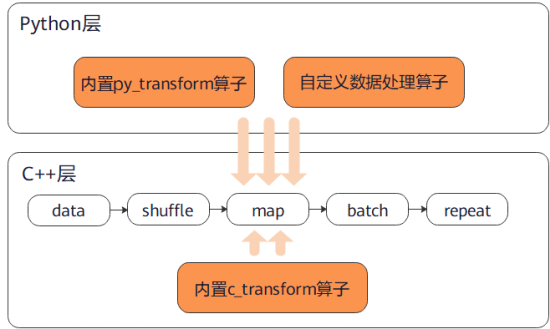 Python层
内置py_transform算子
自定义数据处理算子
C++层
data
shuffle
map
batch
repeat
内置c_transform算子